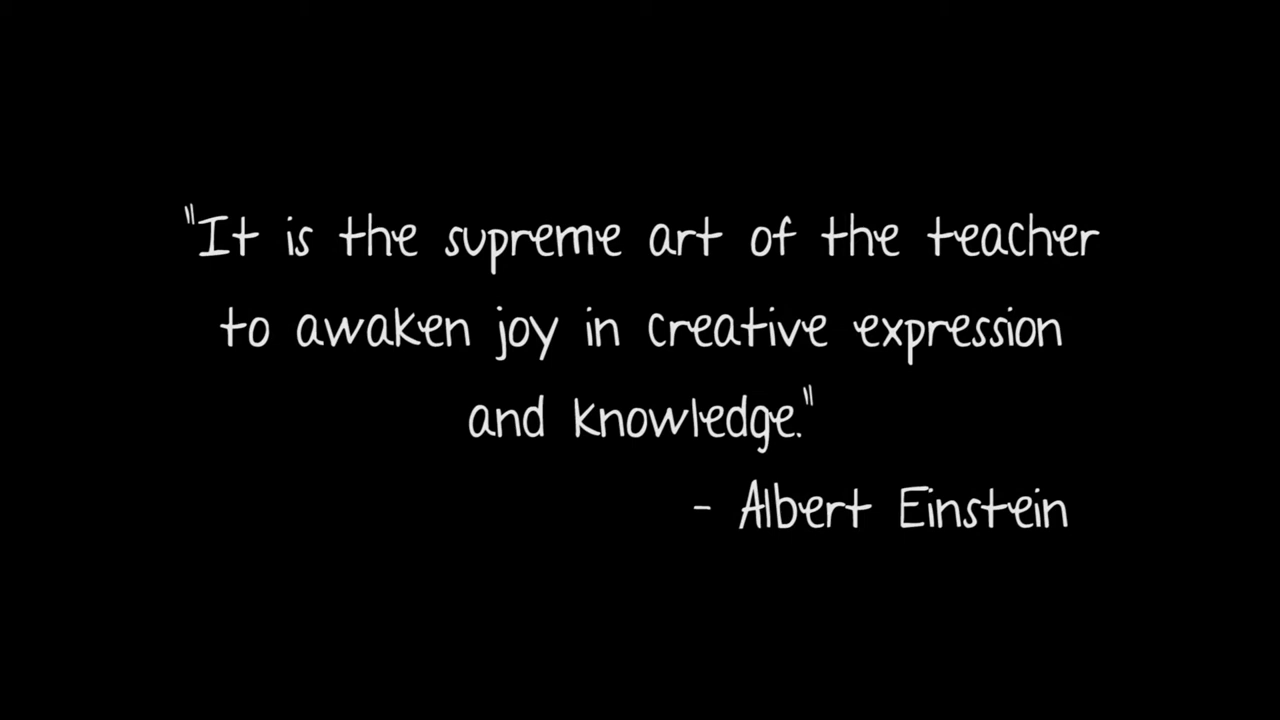 "It is the supreme art of the teacher
to awaken joy in creative expression
and knowledge."
- Albert Einstein